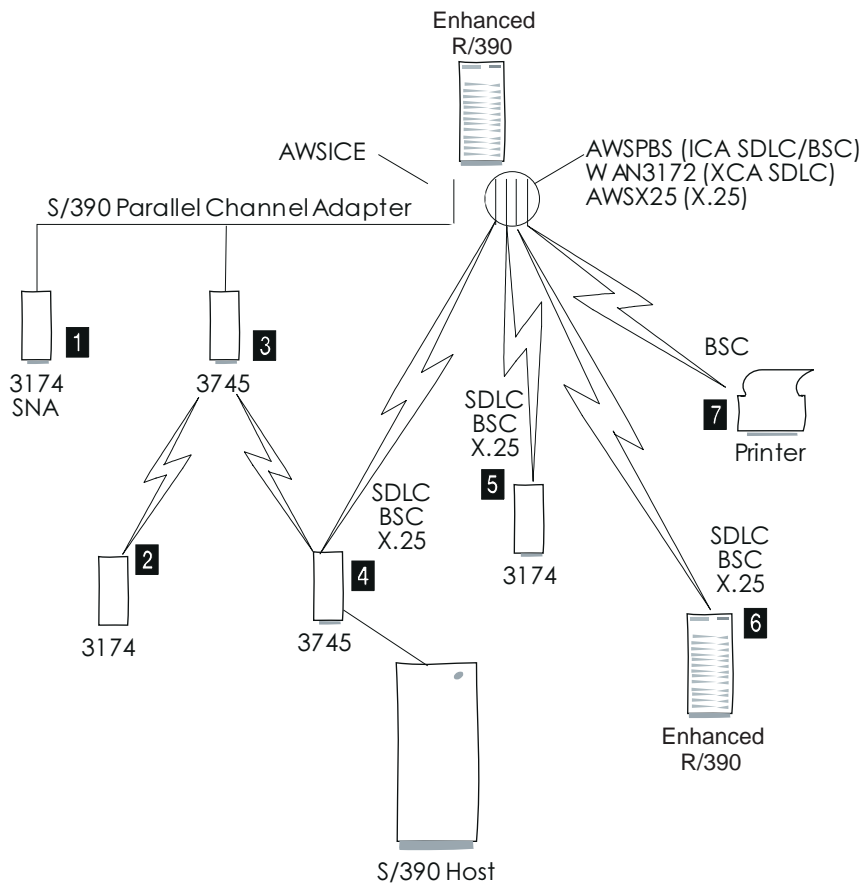 Enhanced
R/390
AWSICE
AWSPBS (ICA SDLC/BSC)
WAN3172 (XCA SDLC)
AWSX25 (X.25)
S/390 Parallel Channel Adapter
1
3174
SNA
3
3745
BSC
7
Printer
SDLC
BSC
X.25
5
3174
SDLC
BSC
X.25
4
3745
2
3174
SDLC
BSC
X.25
6
Enhanced
R/390
S/390 Host